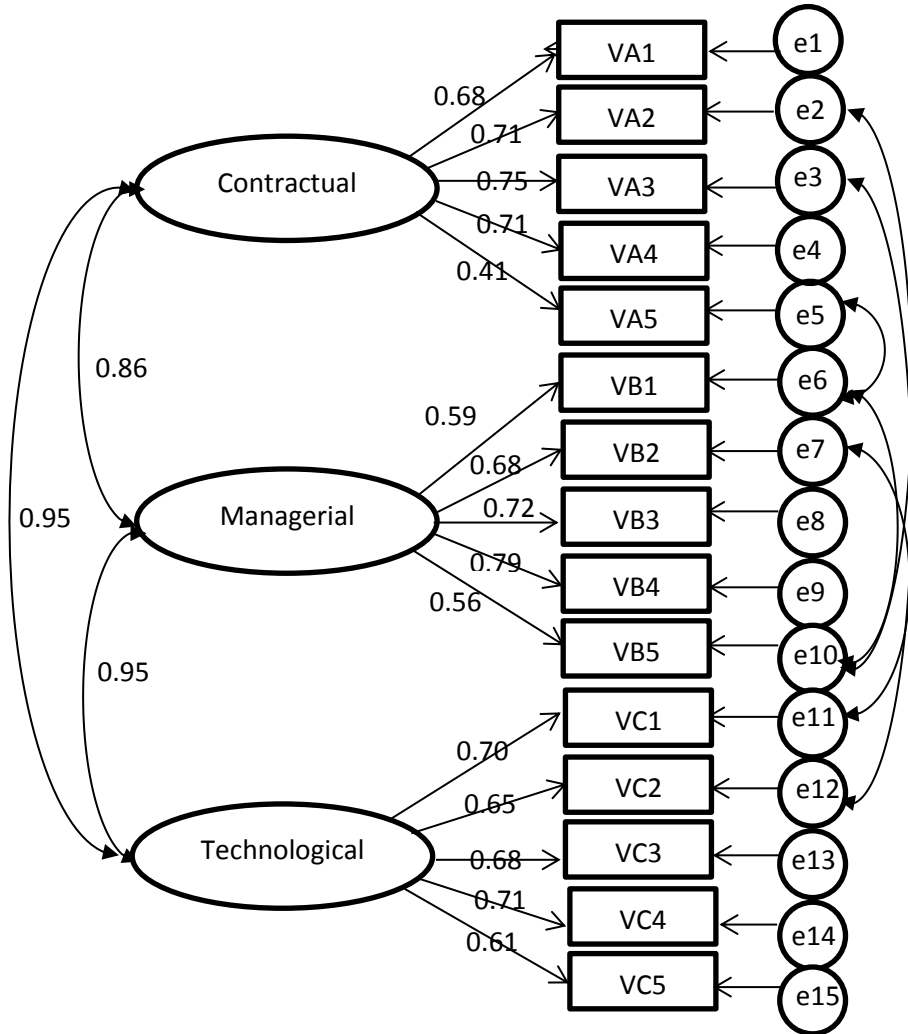 VA1
e1
0.68
VA2
e2
0.71
Contractual
0.75
VA3
e3
0.71
VA4
e4
0.41
VA5
e5
0.86
VB1
e6
0.59
VB2
e7
0.68
0.95
Managerial
0.72
VB3
e8
0.79
VB4
e9
0.56
VB5
e10
0.95
VC1
e11
0.70
VC2
e12
0.65
Technological
0.68
VC3
e13
0.71
VC4
e14
0.61
VC5
e15